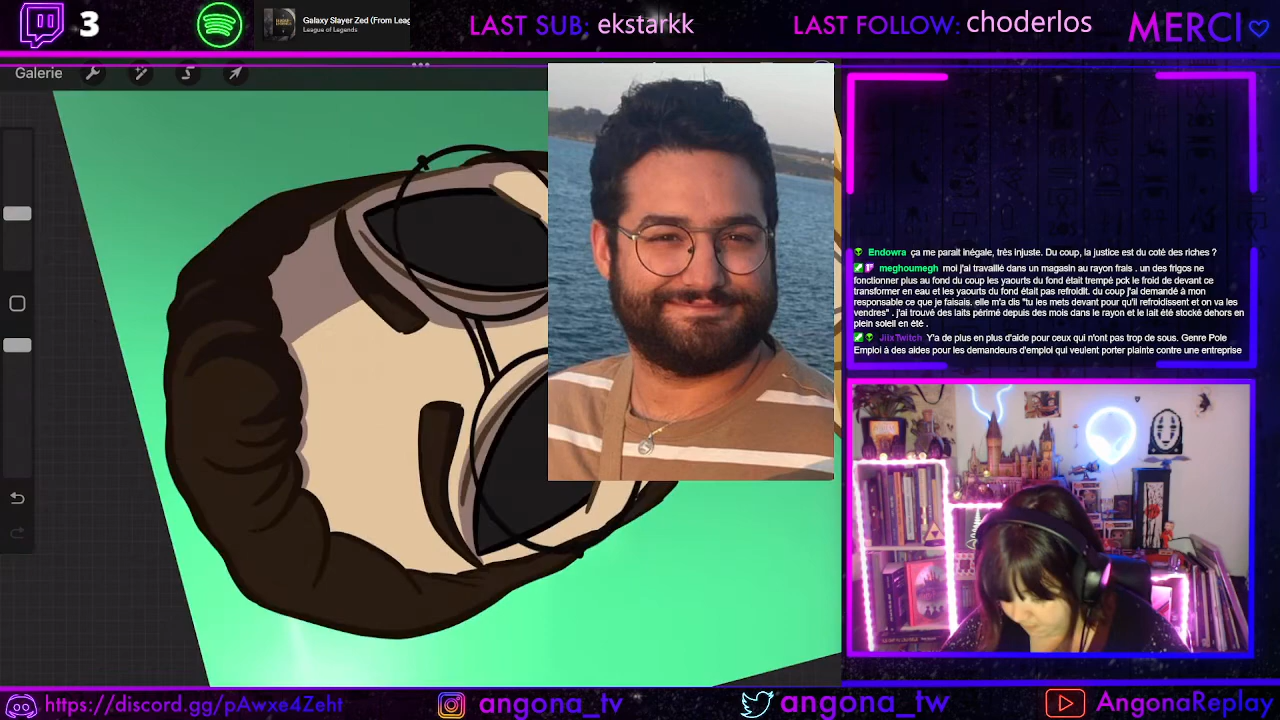 3
Galaxy Slayer Zed (From Leag
League of Legends
LAST SUB: ekstarkk
LAST FOLLOW: choderlos
MERCI
Galerie
Endowra ça me parait inégale, très injuste. Du coup, la justice est du coté des riches ?
meghoumegh moi j'ai travaillé dans un magasin au rayon frais . un des frigos ne
fonctionner plus au fond du coup les yaourts du fond était trempé pck le froid de devant ce
transformer en eau et les yaourts du fond était pas refroidit. du coup j'ai demandé à mon
responsable ce que je faisais. elle m'a dis "tu les mets devant pour qu'il refroidissent et on va les
vendres" . j'ai trouvé des laits périmé depuis des mois dans le rayon et le lait été stocké dehors en
plein soleil en été .
JilxTwitch Y'a de plus en plus d'aide pour ceux qui n'ont pas trop de sous. Genre Pole
Emploi à des aides pour les demandeurs d'emploi qui veulent porter plainte contre une entreprise
https://discord.gg/pAwxe4Zeht
angona_tv
angona_tw
AngonaReplay